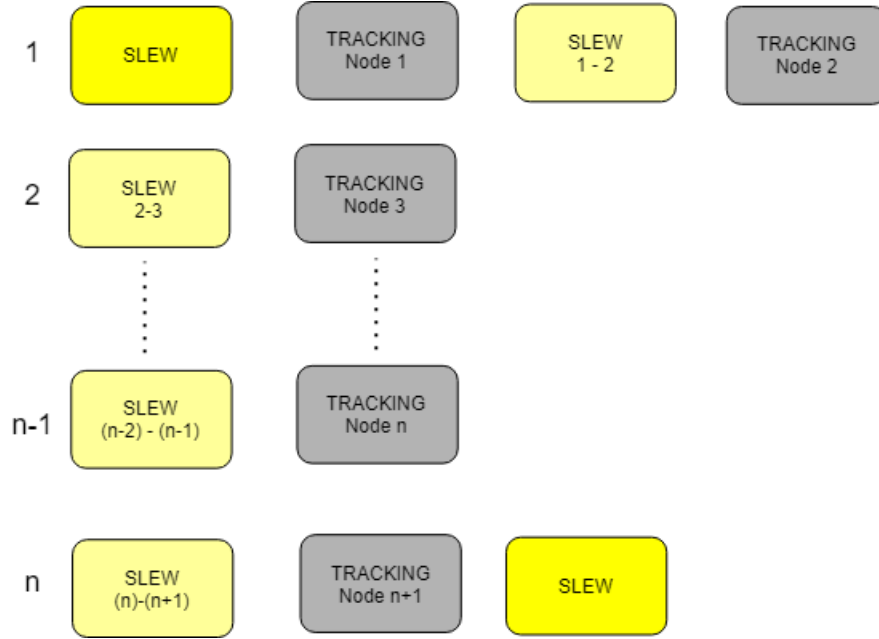 1
SLEW
TRACKING
Node 1
SLEW
1 - 2
TRACKING
Node 2
2
SLEW
2-3
TRACKING
Node 3
n-1
SLEW
(n-2) - (n-1)
TRACKING
Node n
n
SLEW
(n)-(n+1)
TRACKING
Node n+1
SLEW